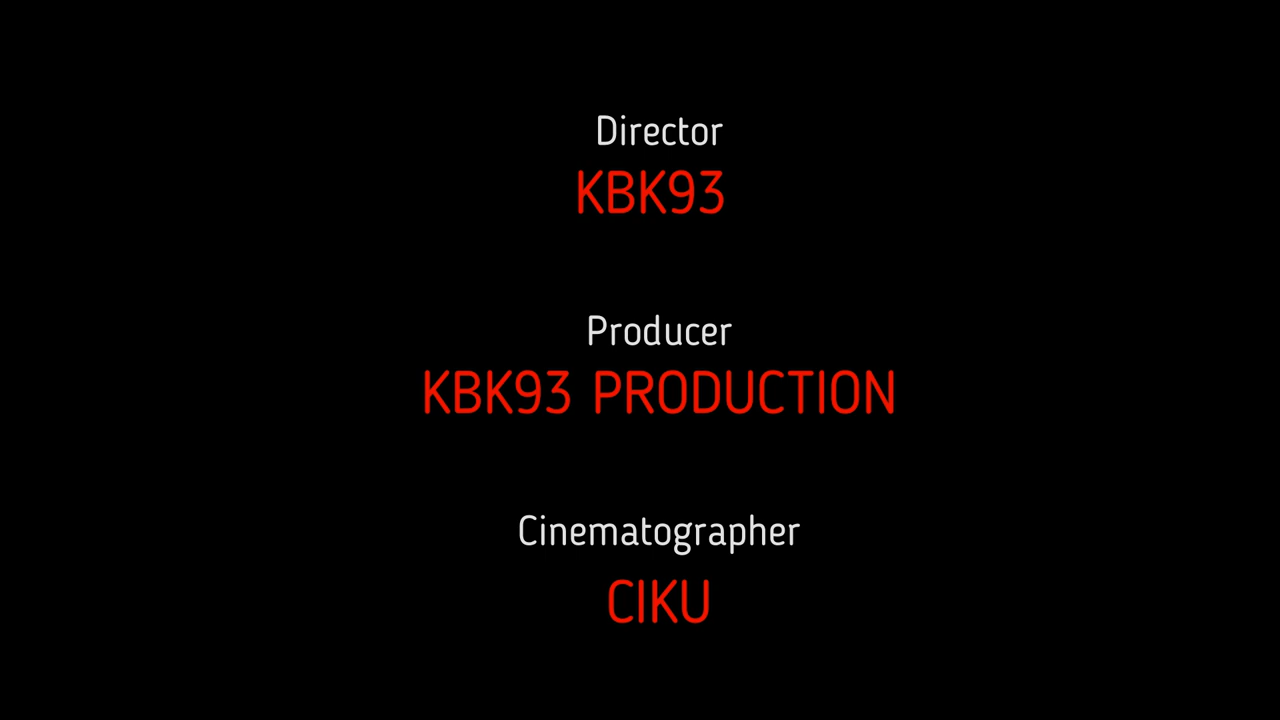 Director
KBK93
Producer
KBK93 PRODUCTION
Cinematographer
CIKU